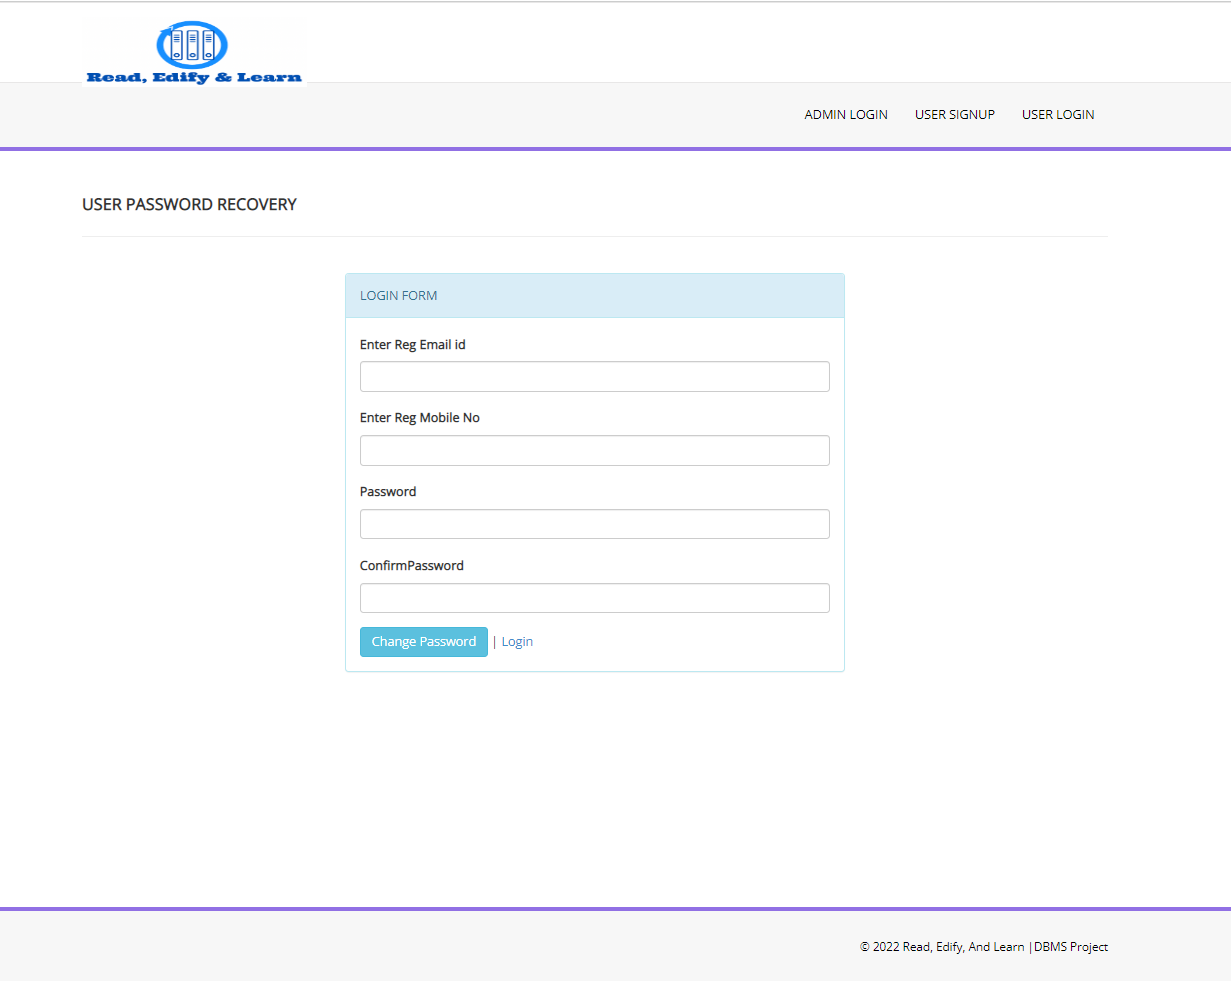 Read, Edify & Learn
ADMIN LOGIN USER SIGNUP USER LOGIN
USER PASSWORD RECOVERY
LOGIN FORM
Enter Reg Email id
Enter Reg Mobile No
Password
ConfirmPassword
Change Password | Login
© 2022 Read, Edify, And Learn |DBMS Project